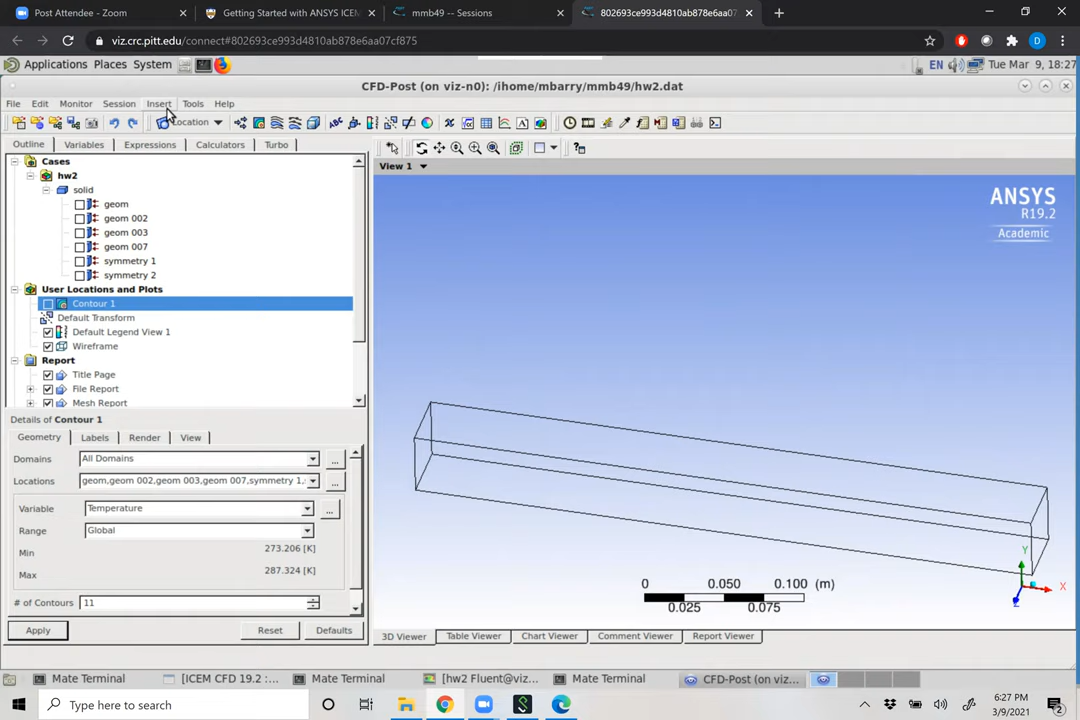 Post Attendee - Zoom
Getting Started with ANSYS ICEM
mmb49 -- Sessions
802693ce993d4810ab878e6aa07cf875
viz.crc.pitt.edu/connect#802693ce993d4810ab878e6aa07cf875
D
Applications Places System
EN Tue Mar 9, 18:27
CFD-Post (on viz-n0): /ihome/mbarry/mmb49/hw2.dat
File Edit Monitor Session Insert Tools Help
Location
Outline Variables Expressions Calculators Turbo
View 1
Cases
hw2
solid
geom
geom 002
geom 003
geom 007
symmetry 1
symmetry 2
User Locations and Plots
Contour 1
Default Transform
Default Legend View 1
Wireframe
Report
Title Page
File Report
Mesh Report
ANSYS
R19.2
Academic
Details of Contour 1
Geometry Labels Render View
Domains All Domains ...
Locations geom,geom 002,geom 003,geom 007,symmetry 1, ...
Variable Temperature ...
Range Global
Min 273.206 [K]
Max 287.324 [K]
# of Contours 11
Apply Reset Defaults
Y
X
Z
0 0.050 0.100 (m)
0.025 0.075
3D Viewer Table Viewer Chart Viewer Comment Viewer Report Viewer
Mate Terminal [ICEM CFD 19.2 :... Mate Terminal [hw2 Fluent@viz... Mate Terminal CFD-Post (on viz...
Type here to search
6:27 PM
3/9/2021
2